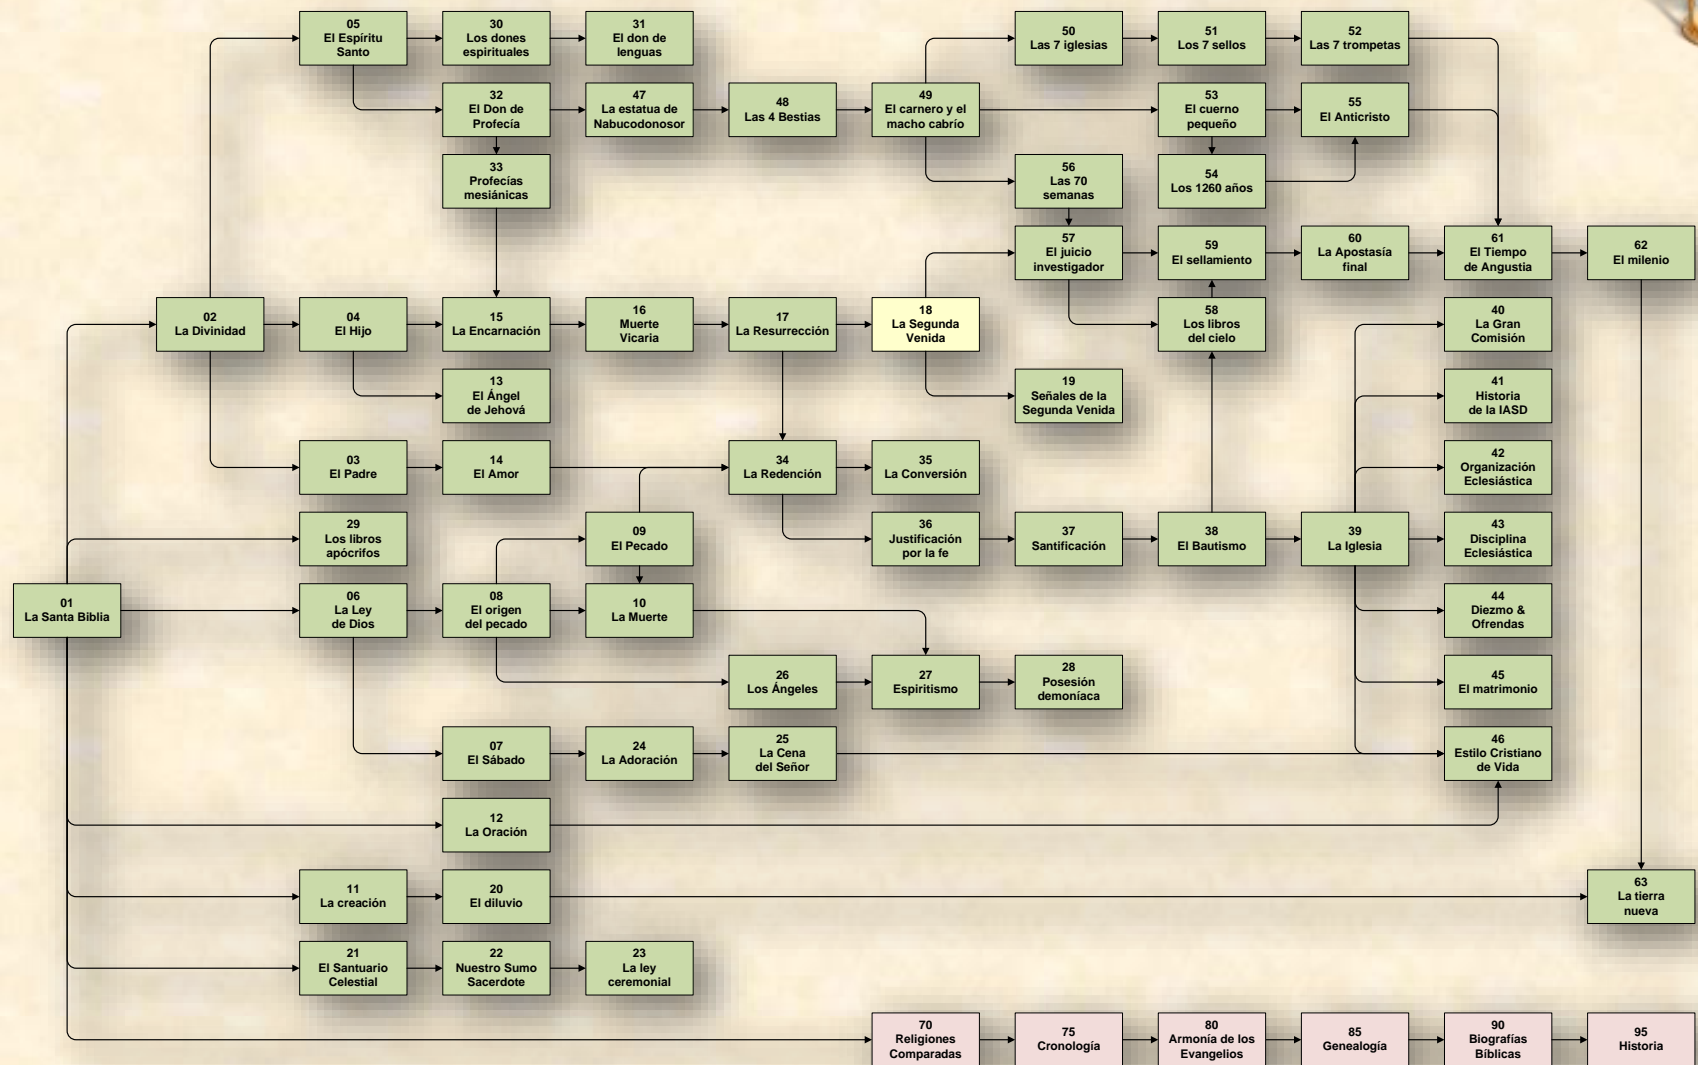 05
El Espíritu
Santo
30
Los dones
espirituales
31
El don de
lenguas
50
Las 7 iglesias
51
Los 7 sellos
52
Las 7 trompetas
32
El Don de
Profecía
47
La estatua de
Nabucodonosor
48
Las 4 Bestias
49
El carnero y el
macho cabrío
53
El cuerno
pequeño
55
El Anticristo
33
Profecías
mesiánicas
56
Las 70
semanas
54
Los 1260 años
57
El juicio
investigador
59
El sellamiento
60
La Apostasía
final
61
El Tiempo
de Angustia
62
El milenio
02
La Divinidad
04
El Hijo
15
La Encarnación
16
Muerte
Vicaria
17
La Resurrección
18
La Segunda
Venida
58
Los libros
del cielo
40
La Gran
Comisión
13
El Ángel
de Jehová
19
Señales de la
Segunda Venida
41
Historia
de la IASD
03
El Padre
14
El Amor
34
La Redención
35
La Conversión
42
Organización
Eclesiástica
29
Los libros
apócrifos
09
El Pecado
36
Justificación
por la fe
37
Santificación
38
El Bautismo
39
La Iglesia
43
Disciplina
Eclesiástica
01
La Santa Biblia
06
La Ley
de Dios
08
El origen
del pecado
10
La Muerte
44
Diezmo &
Ofrendas
26
Los Ángeles
27
Espiritismo
28
Posesión
demoníaca
45
El matrimonio
07
El Sábado
24
La Adoración
25
La Cena
del Señor
46
Estilo Cristiano
de Vida
12
La Oración
11
La creación
20
El diluvio
63
La tierra
nueva
21
El Santuario
Celestial
22
Nuestro Sumo
Sacerdote
23
La ley
ceremonial
70
Religiones
Comparadas
75
Cronología
80
Armonía de los
Evangelios
85
Genealogía
90
Biografías
Bíblicas
95
Historia